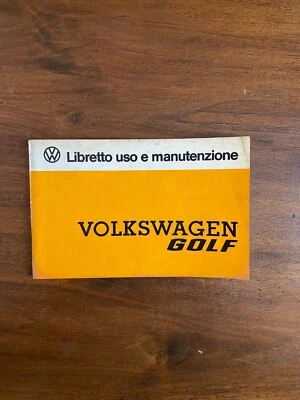 Libretto uso e manutenzione
VOLKSWAGEN
GOLF